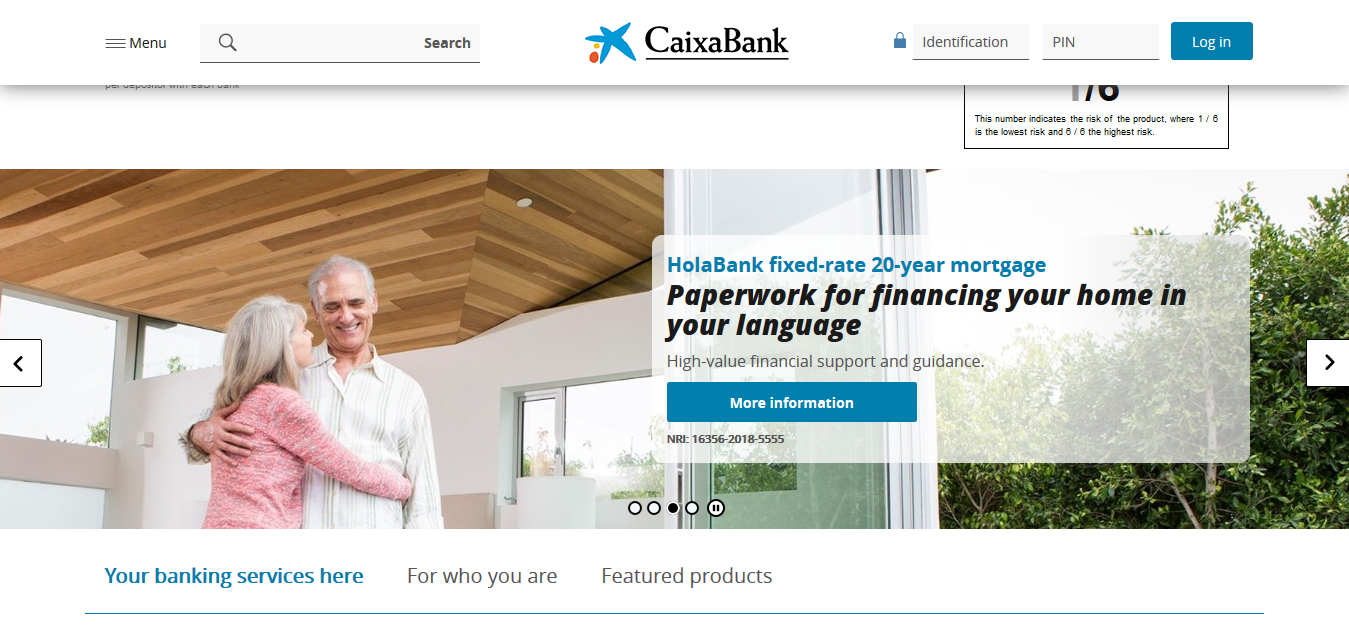 Menu
Search
CaixaBank
Identification
PIN
Log in
per depositor with each bank
1/6
This number indicates the risk of the product, where 1 / 6
is the lowest risk and 6 / 6 the highest risk.
HolaBank fixed-rate 20-year mortgage
Paperwork for financing your home in
your language
High-value financial support and guidance.
More information
NRI: 16356-2018-5555
Your banking services here
For who you are
Featured products